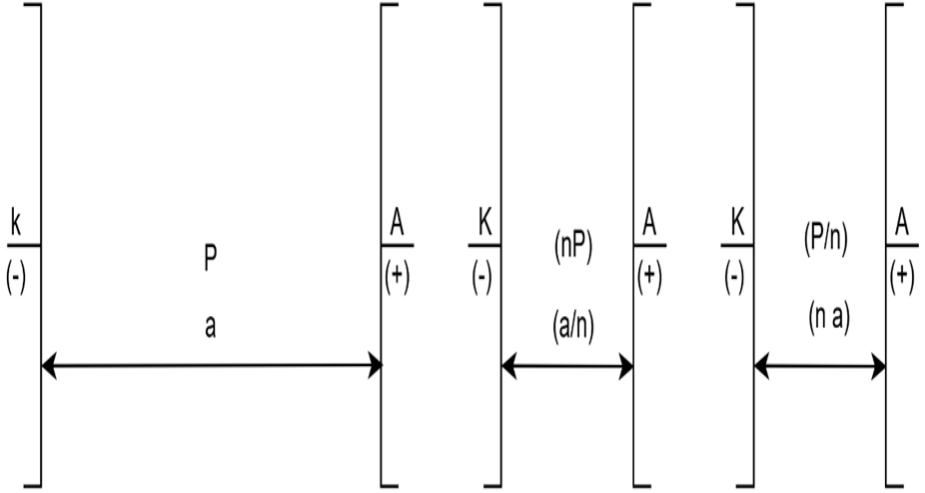 k
(-)
P
a
A
(+)
K
(-)
(nP)
(a/n)
A
(+)
K
(-)
(P/n)
(n a)
A
(+)